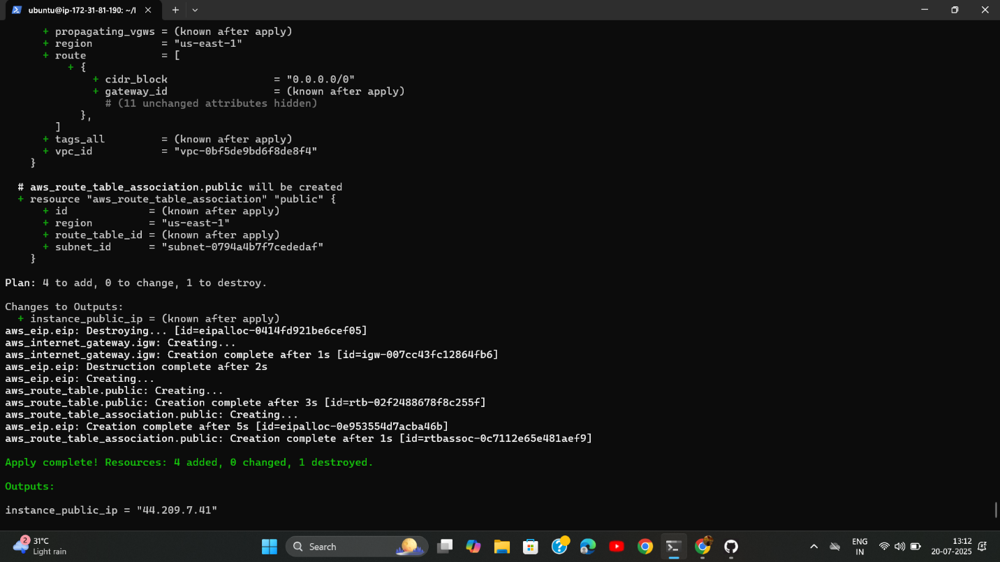 ubuntu@ip-172-31-81-190: ~/l
+ propagating_vgws = (known after apply)
+ region = "us-east-1"
+ route = [
+ {
+ cidr_block = "0.0.0.0/0"
+ gateway_id = (known after apply)
# (11 unchanged attributes hidden)
},
]
+ tags_all = (known after apply)
+ vpc_id = "vpc-0bf5de9bd6f8de8f4"
}
# aws_route_table_association.public will be created
+ resource "aws_route_table_association" "public" {
+ id = (known after apply)
+ region = "us-east-1"
+ route_table_id = (known after apply)
+ subnet_id = "subnet-0794a4b7f7cededaf"
}
Plan: 4 to add, 0 to change, 1 to destroy.
Changes to Outputs:
+ instance_public_ip = (known after apply)
aws_eip.eip: Destroying... [id=eipalloc-0414fd921be6cef05]
aws_internet_gateway.igw: Creating...
aws_internet_gateway.igw: Creation complete after 1s [id=igw-007cc43fc12864fb6]
aws_eip.eip: Destruction complete after 2s
aws_eip.eip: Creating...
aws_route_table.public: Creating...
aws_route_table.public: Creation complete after 3s [id=rtb-02f2488678f8c255f]
aws_route_table_association.public: Creating...
aws_eip.eip: Creation complete after 5s [id=eipalloc-0e953554d7acba46b]
aws_route_table_association.public: Creation complete after 1s [id=rtbassoc-0c7112e65e481aef9]
Apply complete! Resources: 4 added, 0 changed, 1 destroyed.
Outputs:
instance_public_ip = "44.209.7.41"
2
31°C
Light rain
Search
ENG
IN
13:12
20-07-2025